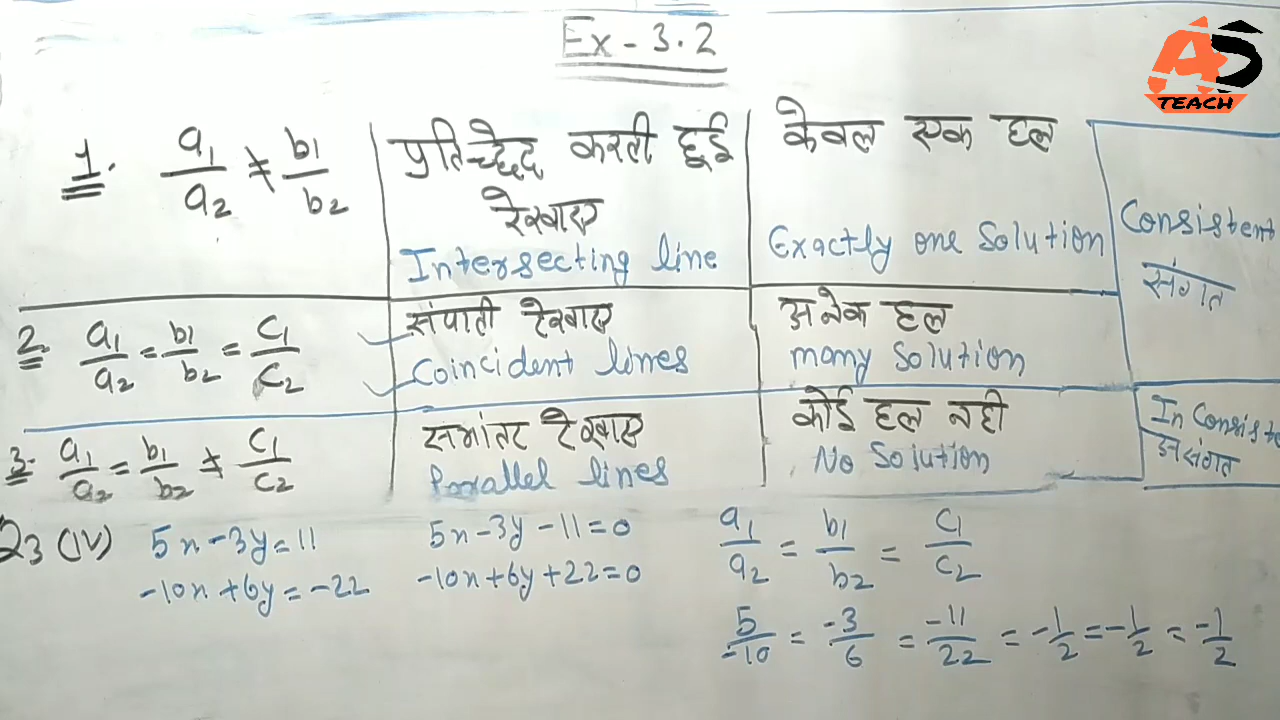 Ex - 3.2
AS
TEACH
1. a1/a2 ≠ b1/b2
प्रतिच्छेद करती हुई
रेखाए
Intersecting line
केवल एक हल
Exactly one Solution
Consistent
संगत
2. a1/a2 = b1/b2 = C1/C2
संपाती रेखाए
Coincident lines
अनेक हल
many Solution
3. a1/a2 = b1/b2 ≠ C1/C2
समांतर रेखाए
Parallel lines
कोई हल नही
No Solution
In Consiste
असंगत
Q3 (IV)
5x - 3y = 11
-10x + 6y = -22
5x - 3y - 11 = 0
-10x + 6y + 22 = 0
a1/a2 = b1/b2 = C1/C2
5/-10 = -3/6 = -11/22 = -1/2 = -1/2 = -1/2